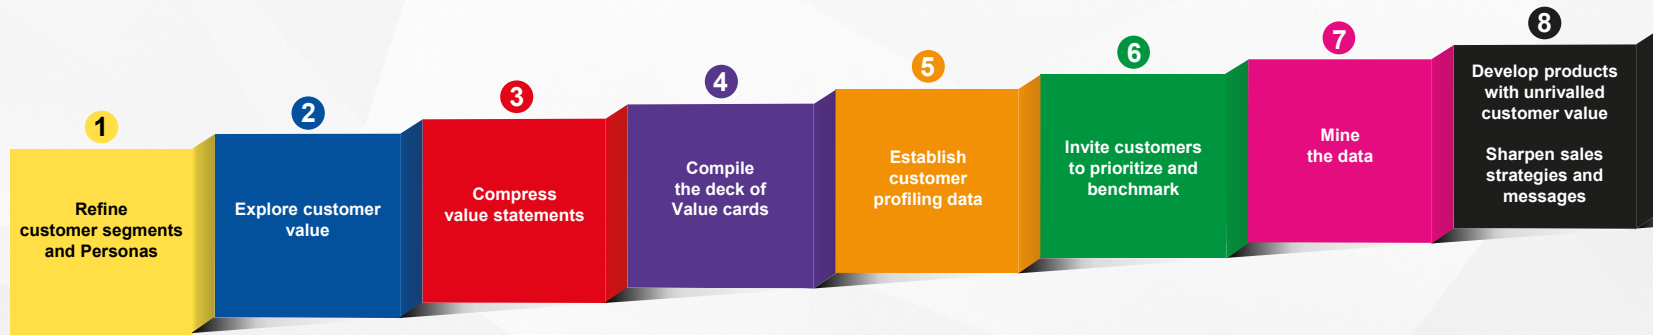 1
Refine
customer segments
and Personas
2
Explore customer
value
3
Compress
value statements
4
Compile
the deck of
Value cards
5
Establish
customer
profiling data
6
Invite customers
to prioritize and
benchmark
7
Mine
the data
8
Develop products
with unrivalled
customer value
Sharpen sales
strategies and
messages